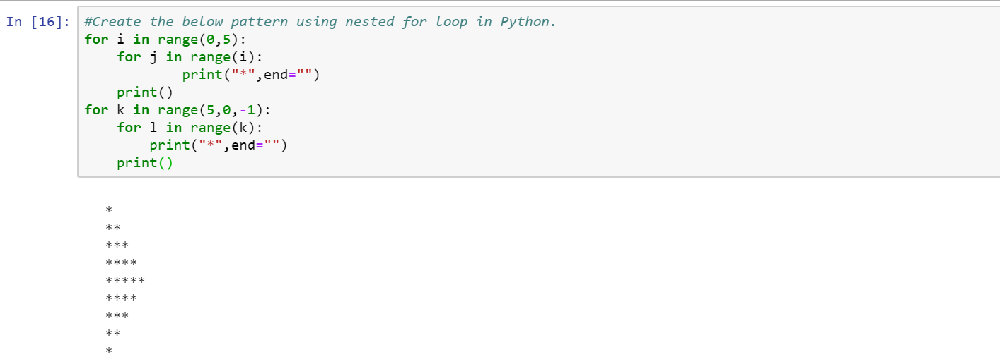 In [16]: #Create the below pattern using nested for loop in Python.
for i in range(0,5):
    for j in range(i):
            print("*",end="")
    print()
for k in range(5,0,-1):
    for l in range(k):
        print("*",end="")
    print()
*
**
***
****
*****
****
***
**
*